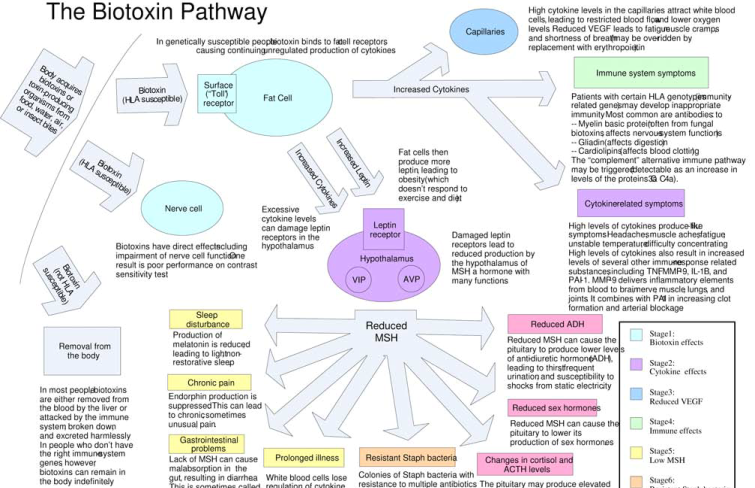 The Biotoxin Pathway
In genetically susceptible people biotoxin binds to fat cell receptors
causing continuing unregulated production of cytokines
Body acquires
biotoxins or
toxin-producing
organisms from
food, water, air,
or insect bites
Biotoxin
(HLA susceptible)
Surface
("Toll")
receptor
Fat Cell
Increased Cytokines
Capillaries
High cytokine levels in the capillaries attract white blood
cells, leading to restricted blood flow and lower oxygen
levels Reduced VEGF leads to fatigue muscle cramps,
and shortness of breath (may be overridden by
replacement with erythropoietin
Immune system symptoms
Patients with certain HLA genotypes (immunity
related genes) may develop inappropriate
immunity Most common are antibodies to:
-- Myelin basic protein (often from fungal
biotoxins affects nervous system functions
-- Gliadin (affects digestion
-- Cardiolipins (affects blood clotting
The "complement" alternative immune pathway
may be triggered (detectable as an increase in
levels of the proteins C3a, C4a).
Biotoxin
(HLA susceptible)
Nerve cell
Biotoxins have direct effects including
impairment of nerve cell function One
result is poor performance on contrast
sensitivity test
Increased Cytokines
Increased Leptin
Fat cells then
produce more
leptin, leading to
obesity (which
doesn't respond to
exercise and diet
Excessive
cytokine levels
can damage leptin
receptors in the
hypothalamus
Leptin
receptor
Hypothalamus
VIP
AVP
Damaged leptin
receptors lead to
reduced production by
the hypothalamus of
MSH, a hormone with
many functions
Cytokine related symptoms
High levels of cytokines produce flu-like
symptoms Headaches muscle aches fatigue,
unstable temperature, difficulty concentrating
High levels of cytokines also result in increased
levels of several other immune response related
substances including TNF MMP-9, IL-1B, and
PAI-1. MMP-9 delivers inflammatory elements
from blood to brain nerve muscle, lungs, and
joints. It combines with PAI-1 in increasing clot
formation and arterial blockage
Biotoxin
(not HLA
susceptible)
Removal from
the body
In most people biotoxins
are either removed from
the blood by the liver or
attacked by the immune
system, broken down,
and excreted harmlessly
In people who don't have
the right immune system
genes, however
biotoxins can remain in
the body indefinitely
Sleep
disturbance
Production of
melatonin is reduced
leading to light non-
restorative sleep
Chronic pain
Endorphin production is
suppressed This can lead
to chronic, sometimes
unusual, pain.
Gastrointestinal
problems
Lack of MSH can cause
malabsorption in the
gut, resulting in diarrhea
This is sometimes called
Reduced
MSH
Prolonged illness
White blood cells lose
regulation of cytokine
Resistant Staph bacteria
Colonies of Staph bacteria with
resistance to multiple antibiotics
Reduced ADH
Reduced MSH can cause the
pituitary to produce lower levels
of antidiuretic hormone (ADH),
leading to thirst, frequent
urination, and susceptibility to
shocks from static electricity
Reduced sex hormones
Reduced MSH can cause the
pituitary to lower its
production of sex hormones
Changes in cortisol and
ACTH levels
The pituitary may produce elevated
Stage1:
Biotoxin effects
Stage2:
Cytokine effects
Stage3:
Reduced VEGF
Stage4:
Immune effects
Stage5:
Low MSH
Stage6: